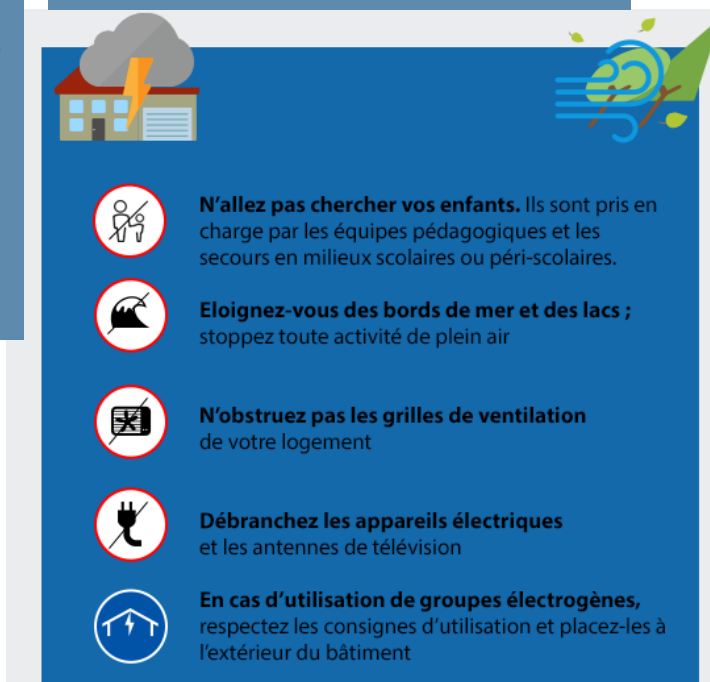 N'allez pas chercher vos enfants. Ils sont pris en
charge par les équipes pédagogiques et les
secours en milieux scolaires ou péri-scolaires.
Eloignez-vous des bords de mer et des lacs ;
stoppez toute activité de plein air
N'obstruez pas les grilles de ventilation
de votre logement
Débranchez les appareils électriques
et les antennes de télévision
En cas d'utilisation de groupes électrogènes,
respectez les consignes d'utilisation et placez-les à
l'extérieur du bâtiment